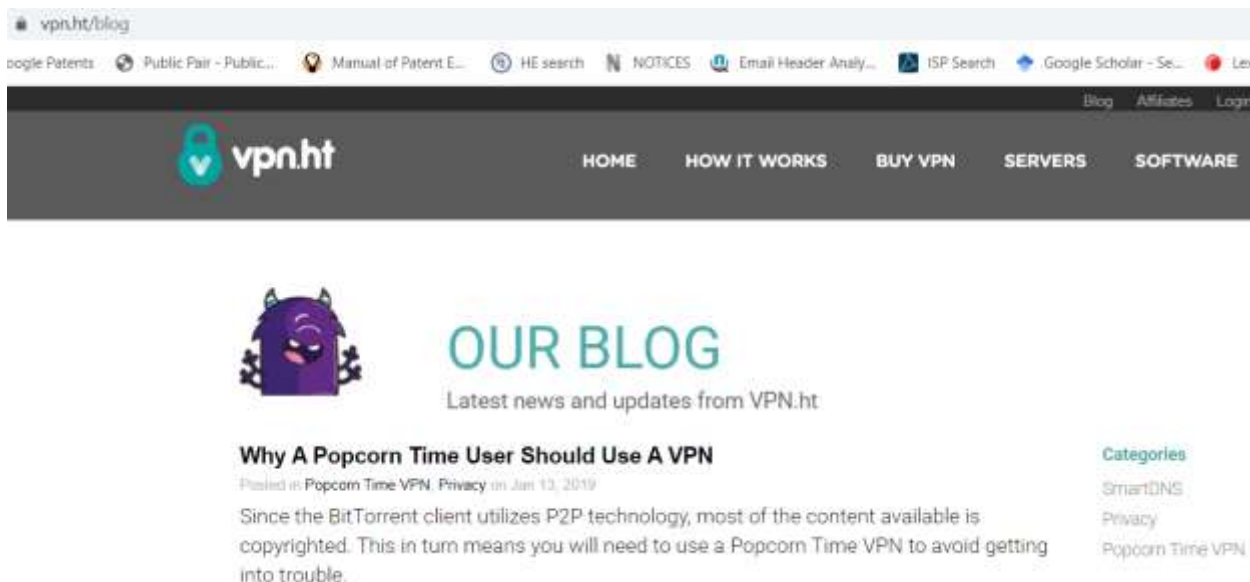 vpn.ht/blog
oogle Patents Public Pair - Public... Manual of Patent E... HE search NOTICES Email Header Analy... ISP Search Google Scholar - Se... Le
Blog Affiliates Login
vpn.ht HOME HOW IT WORKS BUY VPN SERVERS SOFTWARE
OUR BLOG
Latest news and updates from VPN.ht
Why A Popcorn Time User Should Use A VPN
Posted in Popcorn Time VPN, Privacy on Jan 13, 2019
Since the BitTorrent client utilizes P2P technology, most of the content available is
copyrighted. This in turn means you will need to use a Popcorn Time VPN to avoid getting
into trouble.
Categories
SmartDNS
Privacy
Popcorn Time VPN